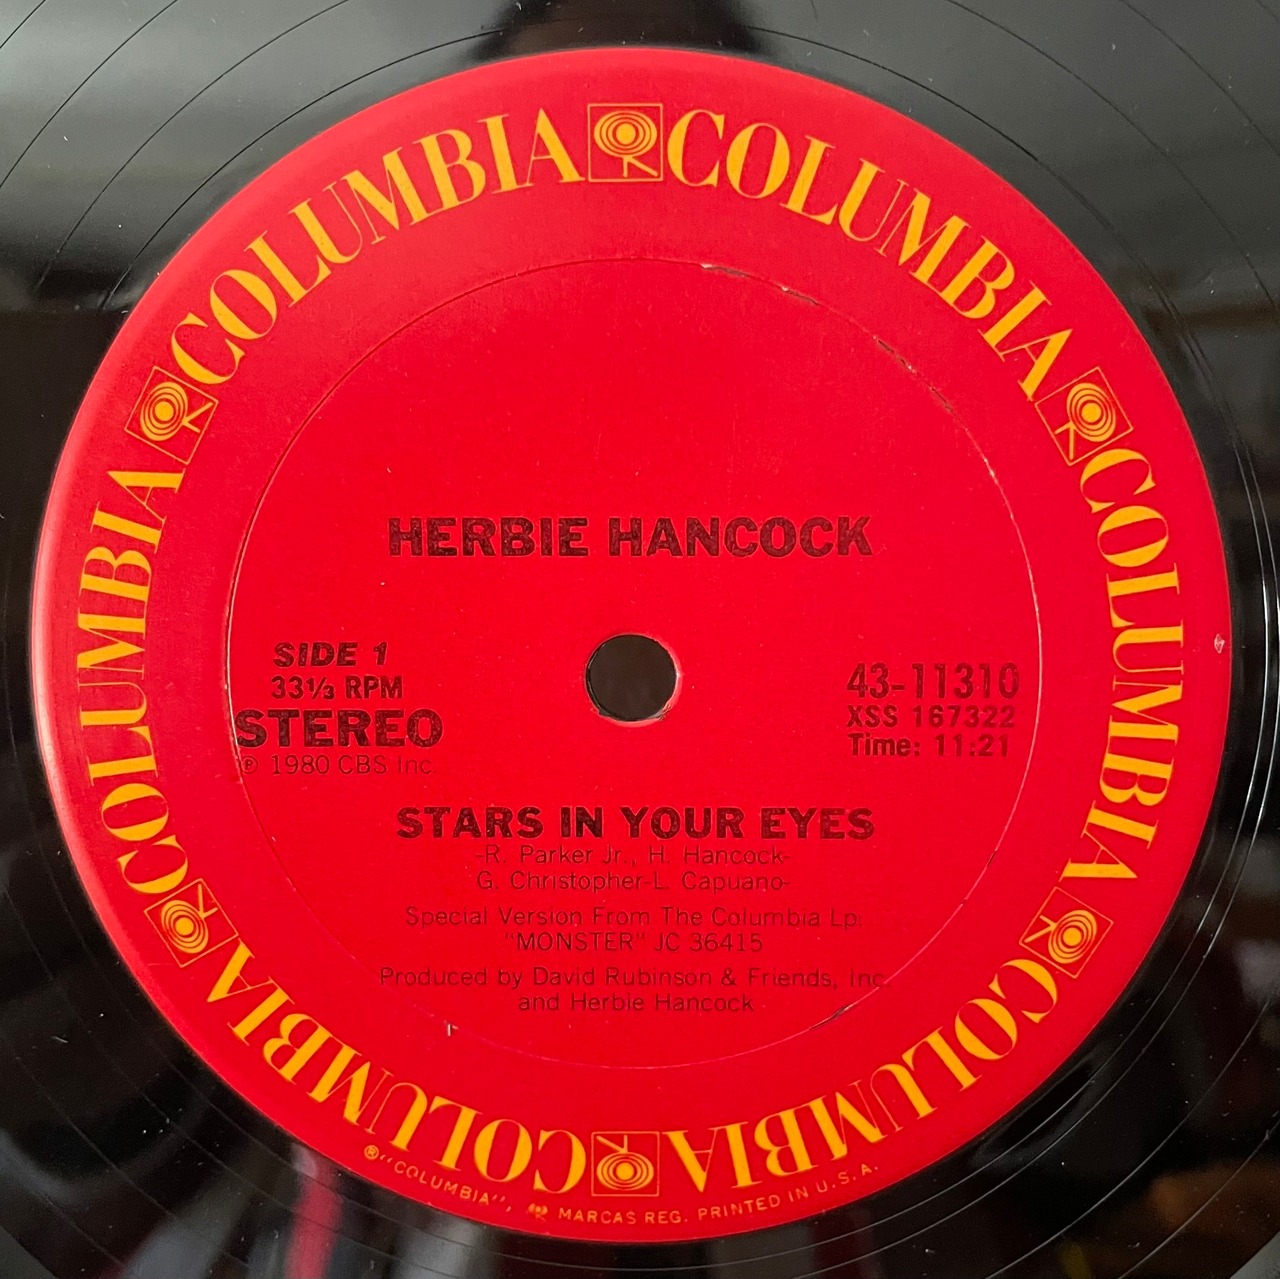 COLUMBIA COLUMBIA COLUMBIA COLUMBIA COLUMBIA COLUMBIA
HERBIE HANCOCK
SIDE 1
33⅓ RPM
STEREO
℗ 1980 CBS Inc.
43-11310
XSS 167322
Time: 11:21
STARS IN YOUR EYES
-R. Parker Jr., H. Hancock-
G. Christopher-L. Capuano-
Special Version From The Columbia Lp:
"MONSTER" JC 36415
Produced by David Rubinson & Friends, Inc.
and Herbie Hancock
®"COLUMBIA", MARCAS REG. PRINTED IN U.S.A.